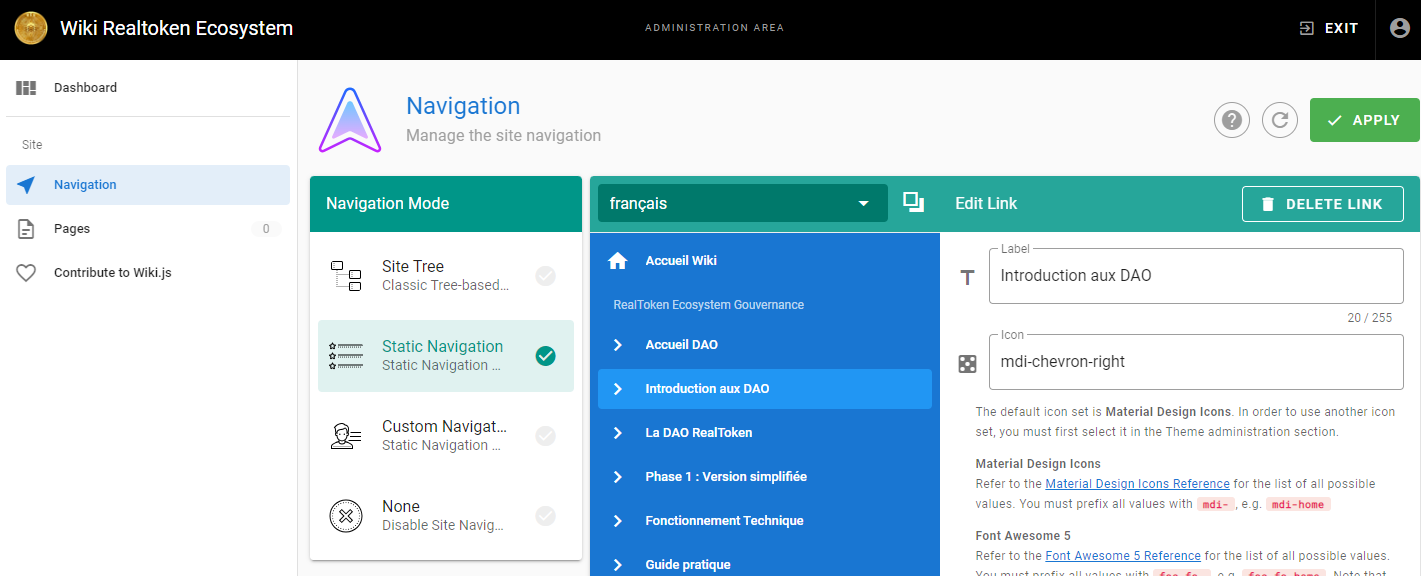 Wiki Realtoken Ecosystem
ADMINISTRATION AREA
EXIT
Dashboard
Site
Navigation
Pages
0
Contribute to Wiki.js
Navigation
Manage the site navigation
APPLY
Navigation Mode
Site Tree
Classic Tree-based...
Static Navigation
Static Navigation ...
Custom Navigat...
Static Navigation ...
None
Disable Site Navig...
français
Accueil Wiki
RealToken Ecosystem Gouvernance
Accueil DAO
Introduction aux DAO
La DAO RealToken
Phase 1 : Version simplifiée
Fonctionnement Technique
Guide pratique
Edit Link
DELETE LINK
Label
Introduction aux DAO
20 / 255
Icon
mdi-chevron-right
The default icon set is Material Design Icons. In order to use another icon
set, you must first select it in the Theme administration section.
Material Design Icons
Refer to the Material Design Icons Reference for the list of all possible
values. You must prefix all values with mdi- , e.g. mdi-home
Font Awesome 5
Refer to the Font Awesome 5 Reference for the list of all possible values.
You must prefix all values with fas fa- , e.g. fas fa-home . Note that